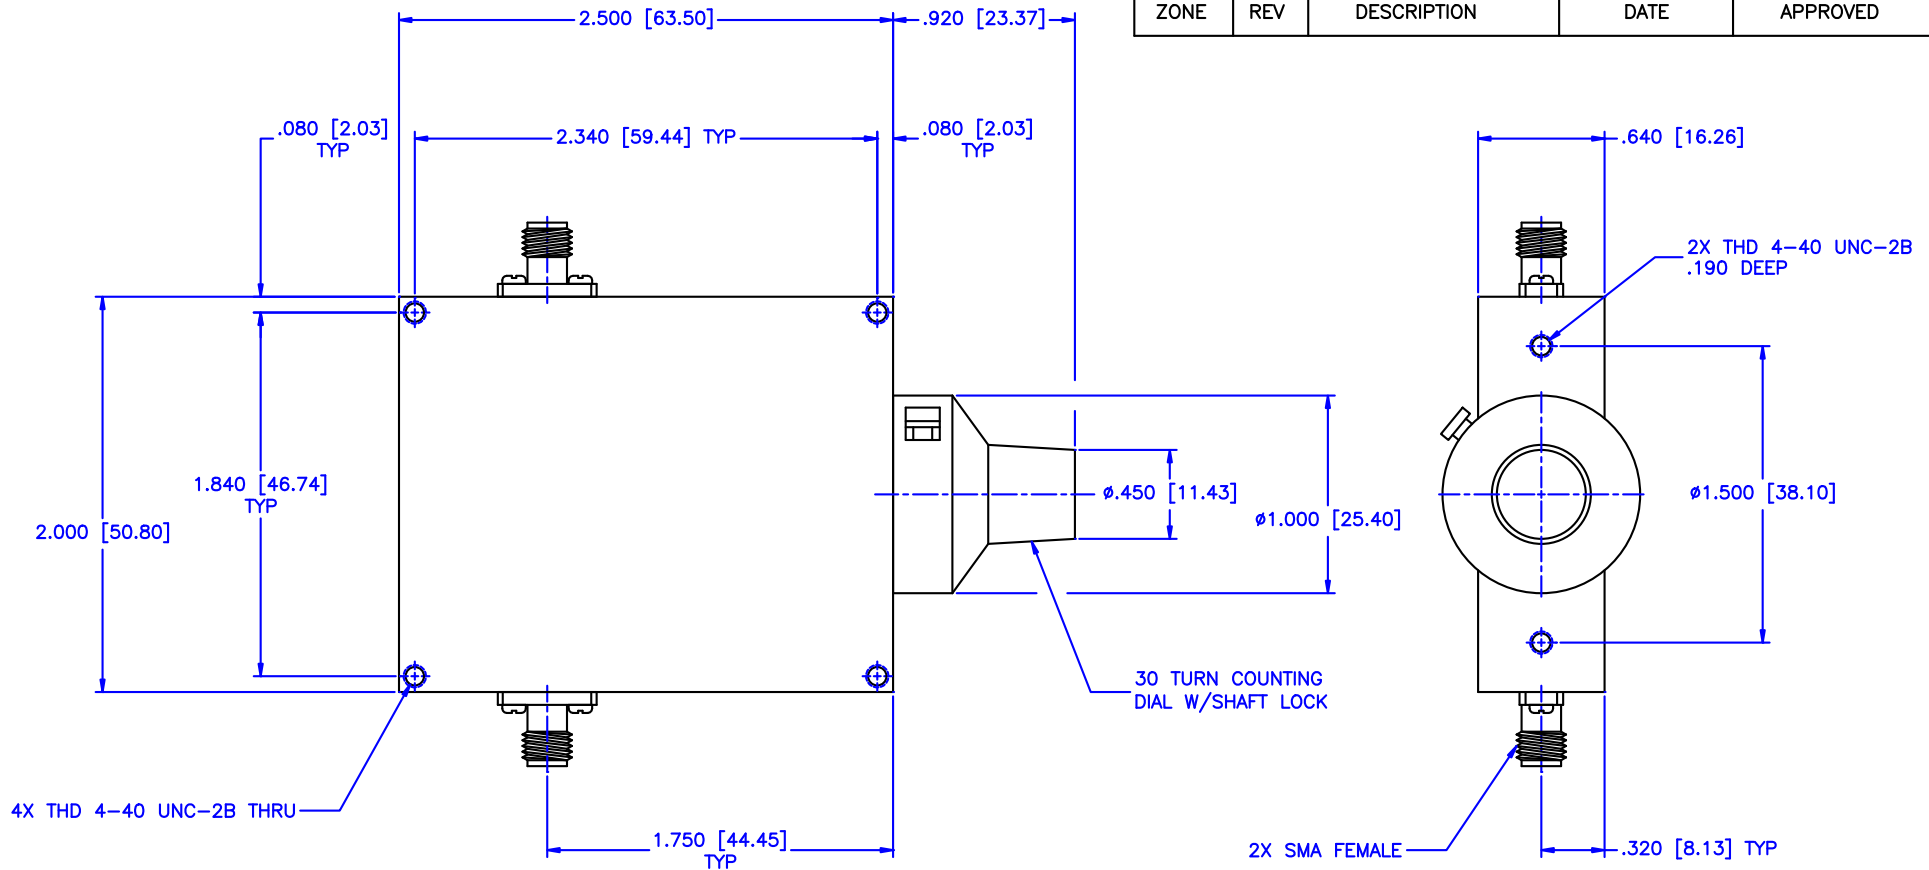 ZONE REV DESCRIPTION DATE APPROVED
2.500 [63.50]
.920 [23.37]
.080 [2.03]
TYP
2.340 [59.44] TYP
.080 [2.03]
TYP
.640 [16.26]
2X THD 4-40 UNC-2B
.190 DEEP
1.840 [46.74]
TYP
2.000 [50.80]
ø.450 [11.43]
ø1.000 [25.40]
ø1.500 [38.10]
30 TURN COUNTING
DIAL W/SHAFT LOCK
4X THD 4-40 UNC-2B THRU
1.750 [44.45]
TYP
2X SMA FEMALE
.320 [8.13] TYP